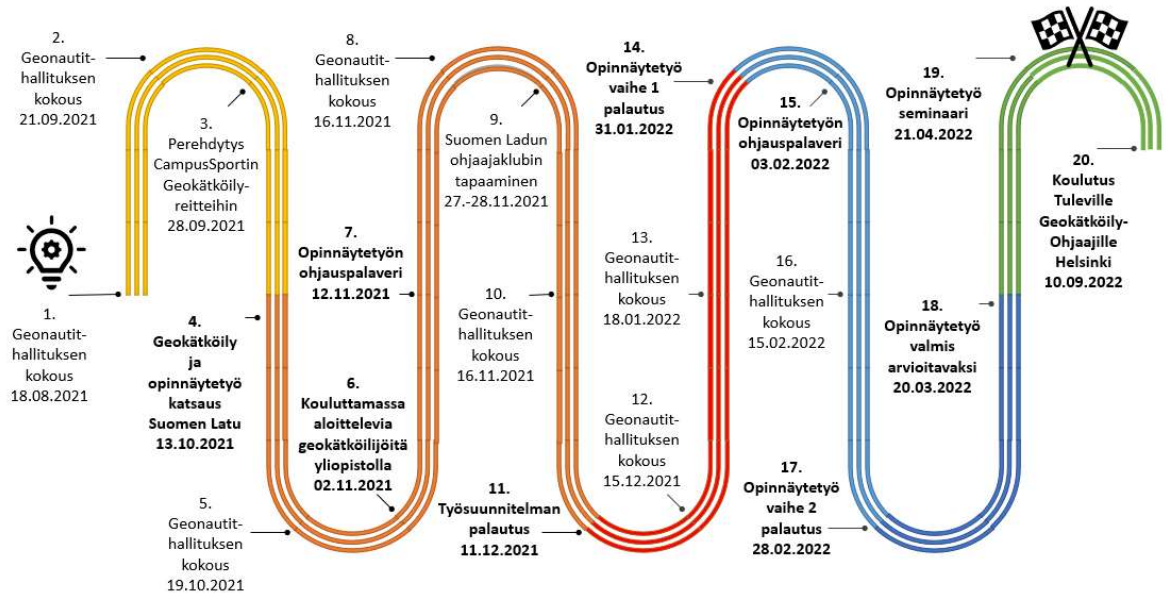 1.
Geonautit-
hallituksen
kokous
18.08.2021
2.
Geonautit-
hallituksen
kokous
21.09.2021
3.
Perehdytys
CampusSportin
Geokätköily-
reitteihin
28.09.2021
4.
Geokätköily
ja
opinnäytetyö
katsaus
Suomen Latu
13.10.2021
5.
Geonautit-
hallituksen
kokous
19.10.2021
6.
Kouluttamassa
aloittelevia
geokätköilijöitä
yliopistolla
02.11.2021
7.
Opinnäytetyön
ohjauspalaveri
12.11.2021
8.
Geonautit-
hallituksen
kokous
16.11.2021
9.
Suomen Ladun
ohjaajaklubin
tapaaminen
27.-28.11.2021
10.
Geonautit-
hallituksen
kokous
16.11.2021
11.
Työsuunnitelman
palautus
11.12.2021
12.
Geonautit-
hallituksen
kokous
15.12.2021
13.
Geonautit-
hallituksen
kokous
18.01.2022
14.
Opinnäytetyö
vaihe 1
palautus
31.01.2022
15.
Opinnäytetyön
ohjauspalaveri
03.02.2022
16.
Geonautit-
hallituksen
kokous
15.02.2022
17.
Opinnäytetyö
vaihe 2
palautus
28.02.2022
18.
Opinnäytetyö
valmis
arvioitavaksi
20.03.2022
19.
Opinnäytetyö
seminaari
21.04.2022
20.
Koulutus
Tuleville
Geokätköily-
Ohjaajille
Helsinki
10.09.2022